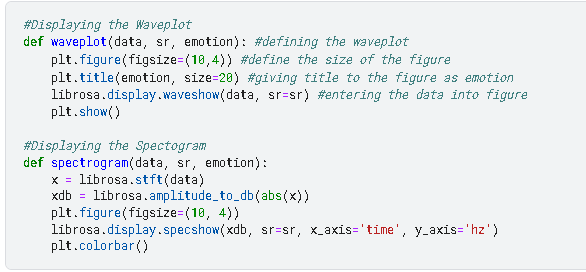 #Displaying the Waveplot
def waveplot(data, sr, emotion): #defining the waveplot
    plt.figure(figsize=(10,4)) #define the size of the figure
    plt.title(emotion, size=20) #giving title to the figure as emotion
    librosa.display.waveshow(data, sr=sr) #entering the data into figure
    plt.show()

#Displaying the Spectogram
def spectrogram(data, sr, emotion):
    x = librosa.stft(data)
    xdb = librosa.amplitude_to_db(abs(x))
    plt.figure(figsize=(10, 4))
    librosa.display.specshow(xdb, sr=sr, x_axis='time', y_axis='hz')
    plt.colorbar()